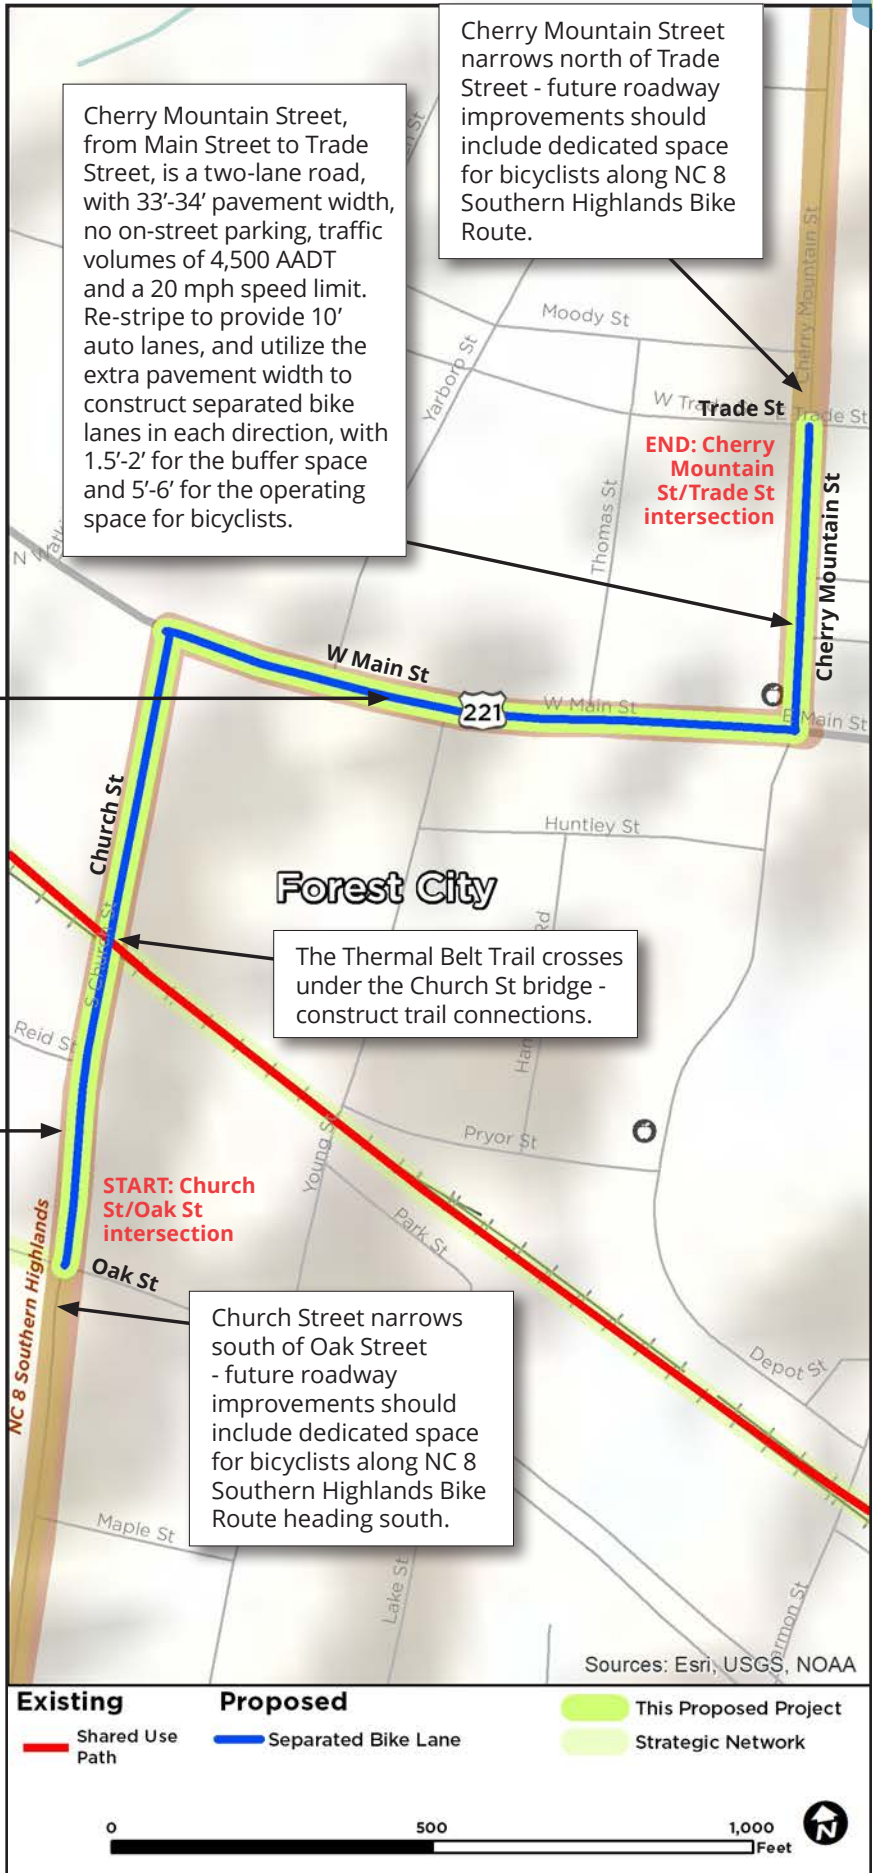 Cherry Mountain Street
narrows north of Trade
Street - future roadway
improvements should
include dedicated space
for bicyclists along NC 8
Southern Highlands Bike
Route.
Cherry Mountain Street,
from Main Street to Trade
Street, is a two-lane road,
with 33'-34' pavement width,
no on-street parking, traffic
volumes of 4,500 AADT
and a 20 mph speed limit.
Re-stripe to provide 10'
auto lanes, and utilize the
extra pavement width to
construct separated bike
lanes in each direction, with
1.5'-2' for the buffer space
and 5'-6' for the operating
space for bicyclists.
Cherry Mountain St
Moody St
Yarboro St
W Trade St
Trade St
E Trade St
END: Cherry
Mountain
St/Trade St
intersection
Thomas St
Cherry Mountain St
N
W Main St
221
W Main St
E Main St
Church St
Huntley St
Forest City
Rd
S Church St
The Thermal Belt Trail crosses
under the Church St bridge -
construct trail connections.
Reid St
Pryor St
Young St
START: Church
St/Oak St
intersection
Park St
NC 8 Southern Highlands
Oak St
Church Street narrows
south of Oak Street
- future roadway
improvements should
include dedicated space
for bicyclists along NC 8
Southern Highlands Bike
Route heading south.
Depot St
Maple St
Lake St
armon St
Sources: Esri, USGS, NOAA
Existing
Proposed
Shared Use
Path
Separated Bike Lane
This Proposed Project
Strategic Network
0 500 1,000
Feet
N